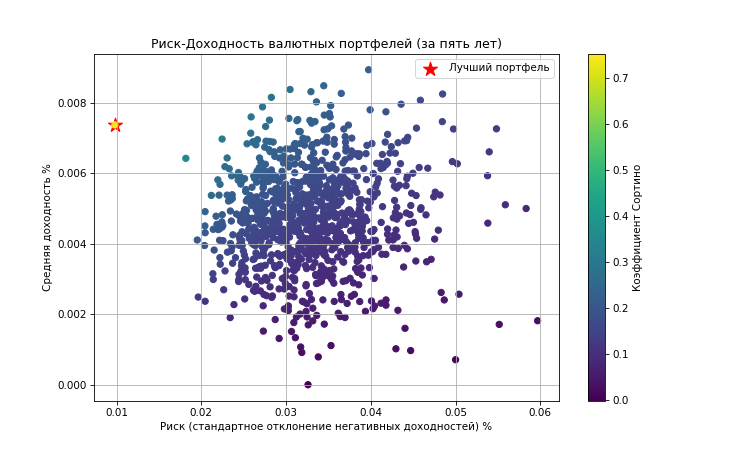 Риск-Доходность валютных портфелей (за пять лет)
Лучший портфель
Средняя доходность %
0.008
0.006
0.004
0.002
0.000
0.01 0.02 0.03 0.04 0.05 0.06
Риск (стандартное отклонение негативных доходностей) %
0.7
0.6
0.5
0.4
0.3
0.2
0.1
0.0
Коэффициент Сортино